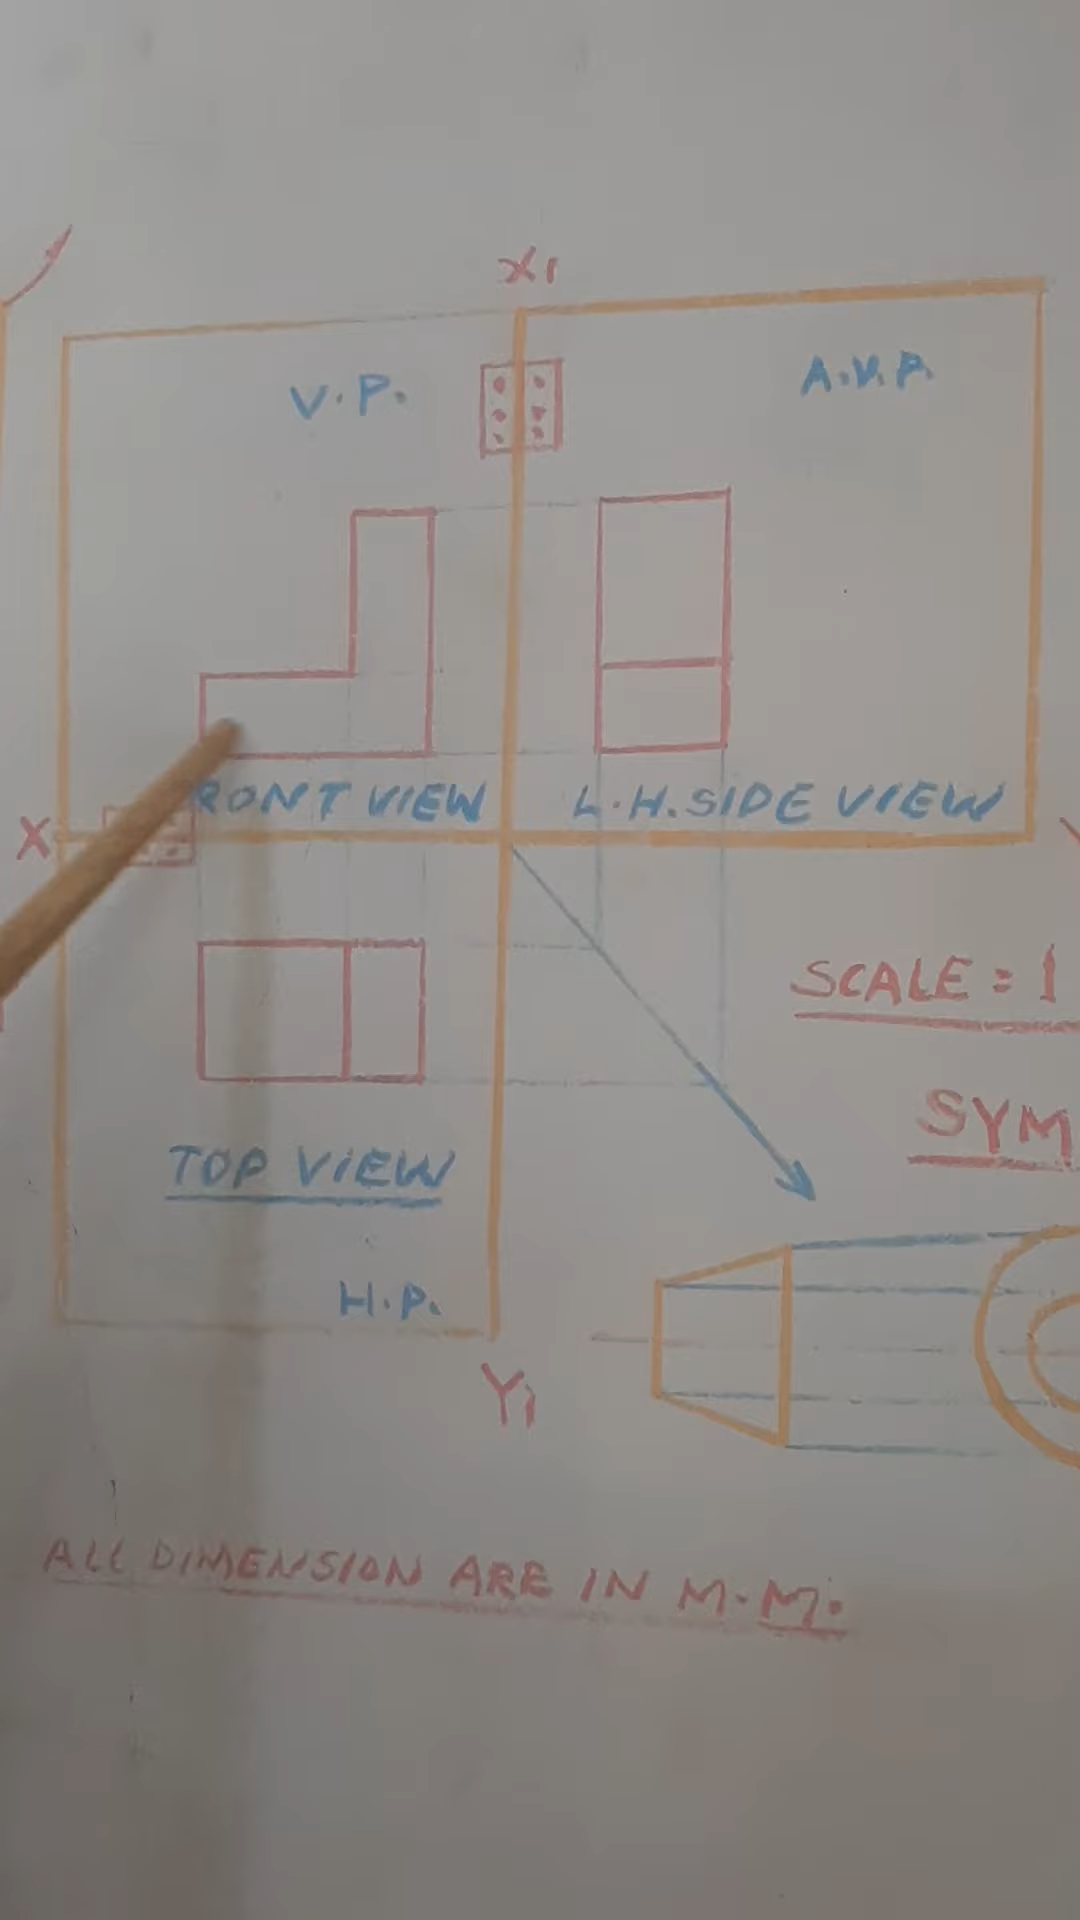 X1
V.P.
A.V.P.
RONT VIEW
L.H.SIDE VIEW
X
SCALE = 1
SYM
TOP VIEW
H.P.
Y1
ALL DIMENSION ARE IN M.M.